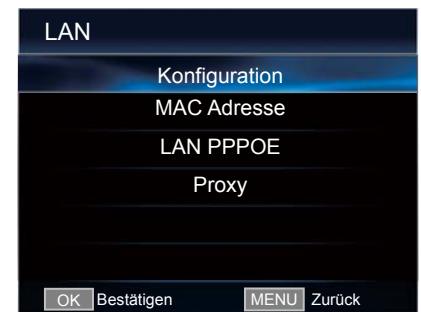 LAN
Konfiguration
MAC Adresse
LAN PPPOE
Proxy
OK Bestätigen MENU Zurück